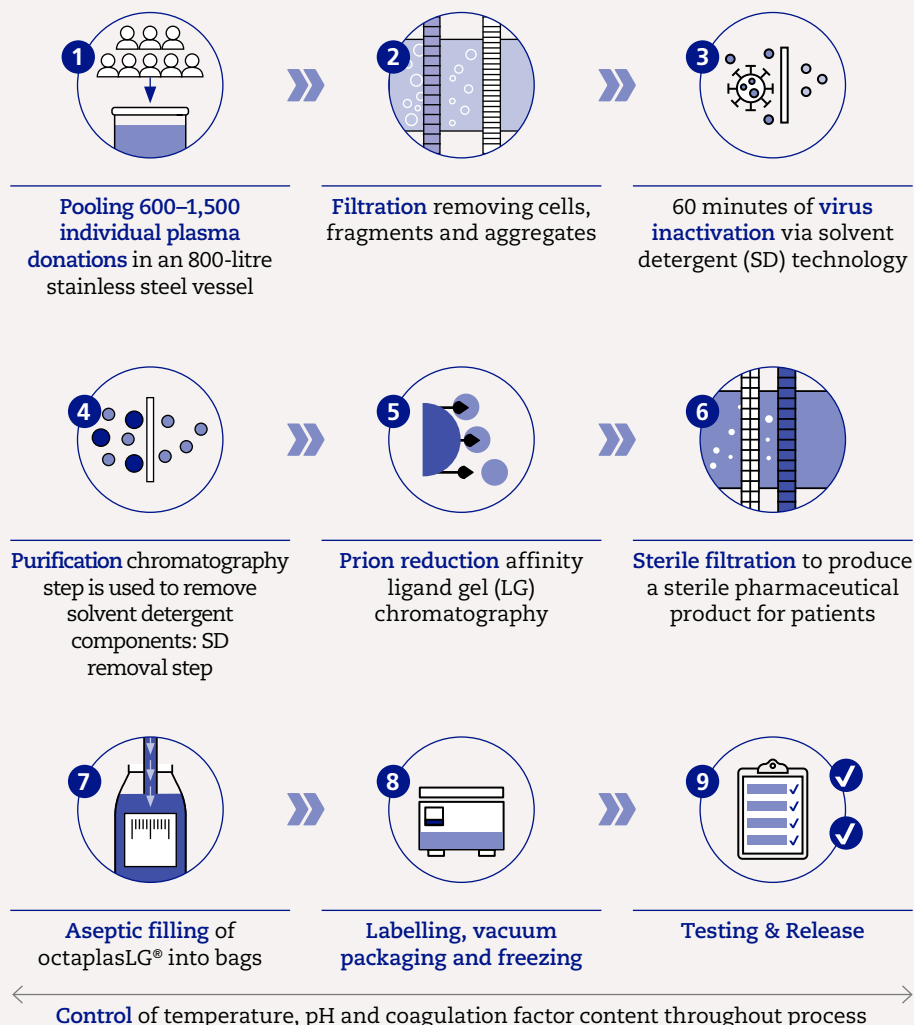 1
Pooling 600–1,500
individual plasma
donations in an 800-litre
stainless steel vessel
2
Filtration removing cells,
fragments and aggregates
3
60 minutes of virus
inactivation via solvent
detergent (SD) technology
4
Purification chromatography
step is used to remove
solvent detergent
components: SD
removal step
5
Prion reduction affinity
ligand gel (LG)
chromatography
6
Sterile filtration to produce
a sterile pharmaceutical
product for patients
7
Aseptic filling of
octaplasLG® into bags
8
Labelling, vacuum
packaging and freezing
9
Testing & Release
Control of temperature, pH and coagulation factor content throughout process